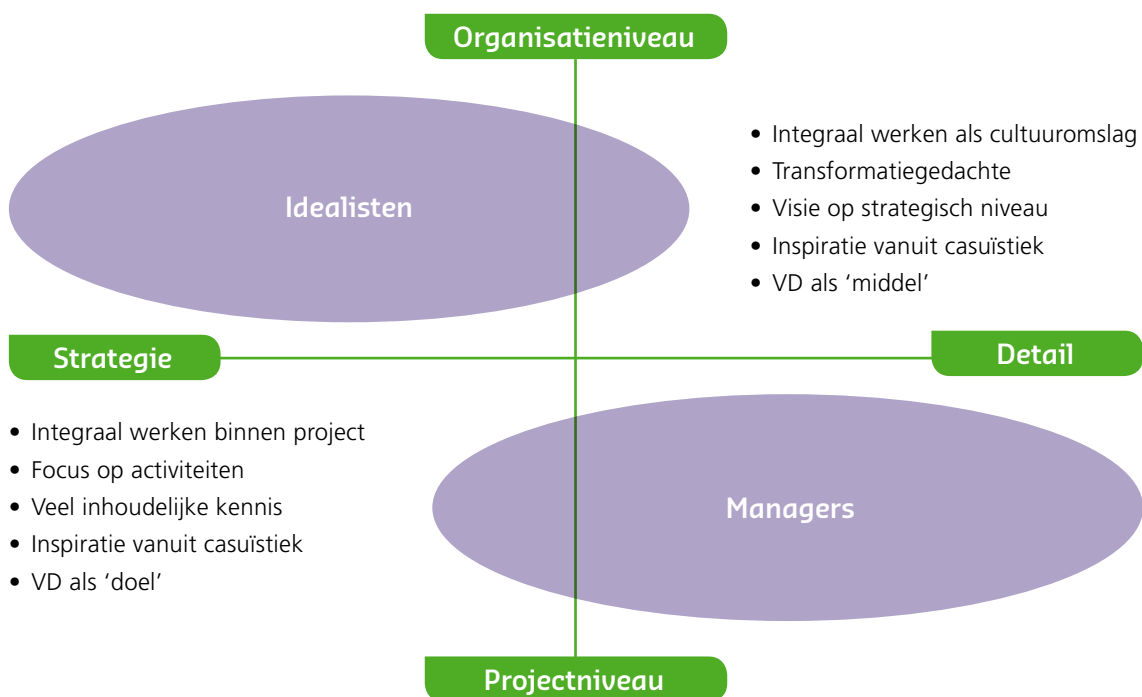 Organisatieniveau
Idealisten
• Integraal werken als cultuuromslag
• Transformatiegedachte
• Visie op strategisch niveau
• Inspiratie vanuit casuïstiek
• VD als ‘middel’
Strategie
Detail
• Integraal werken binnen project
• Focus op activiteiten
• Veel inhoudelijke kennis
• Inspiratie vanuit casuïstiek
• VD als ‘doel’
Managers
Projectniveau